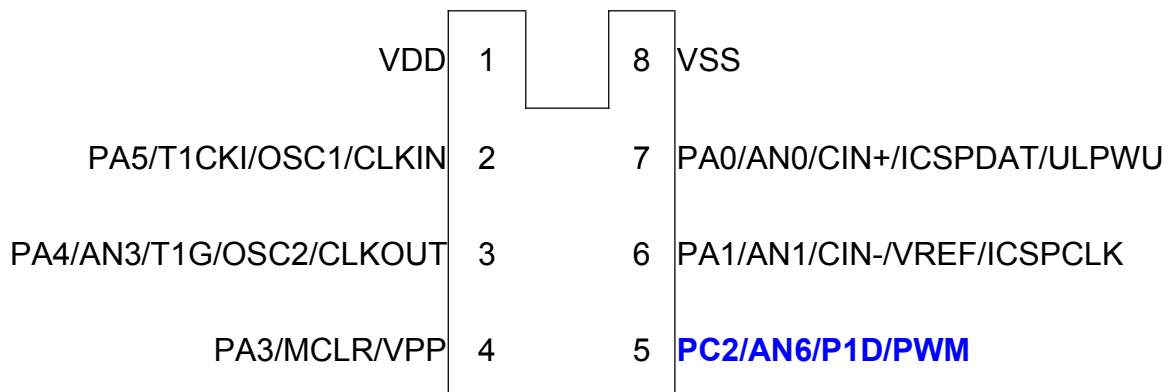 VDD 1 8 VSS
PA5/T1CKI/OSC1/CLKIN 2 7 PA0/AN0/CIN+/ICSPDAT/ULPWU
PA4/AN3/T1G/OSC2/CLKOUT 3 6 PA1/AN1/CIN-/VREF/ICSPCLK
PA3/MCLR/VPP 4 5 PC2/AN6/P1D/PWM